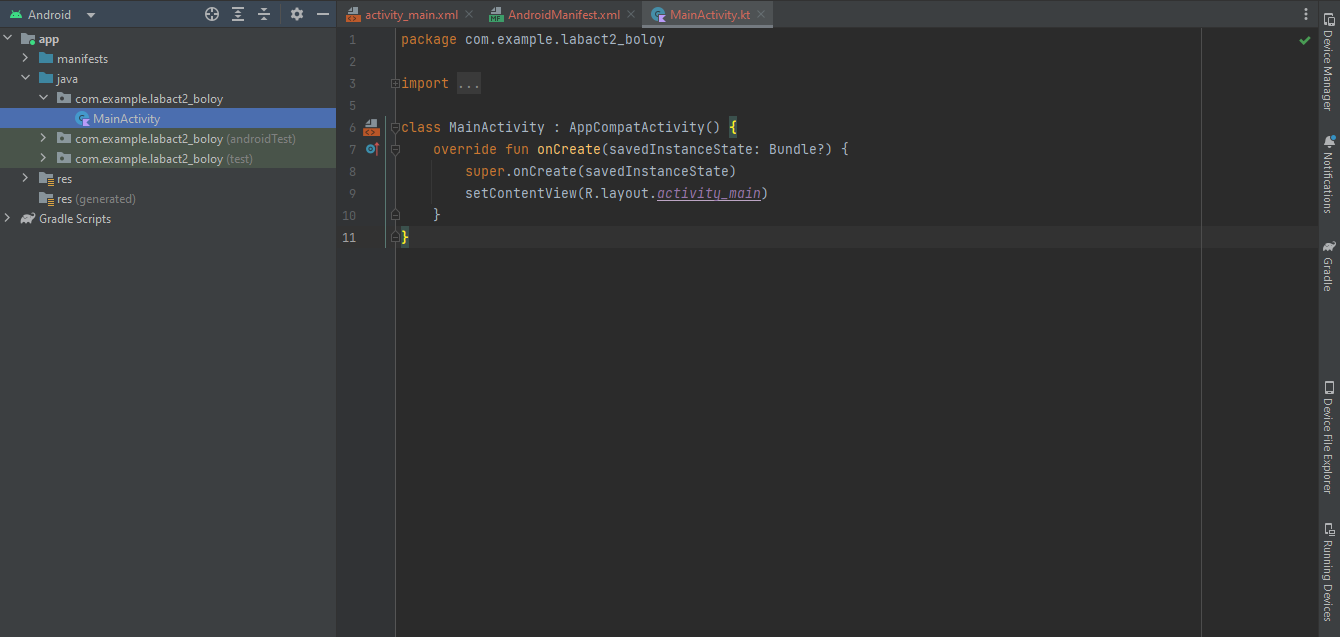 Android
app
manifests
java
com.example.labact2_boloy
MainActivity
com.example.labact2_boloy (androidTest)
com.example.labact2_boloy (test)
res
res (generated)
Gradle Scripts
activity_main.xml
AndroidManifest.xml
MainActivity.kt
1 package com.example.labact2_boloy
2
3 import ...
5
6 class MainActivity : AppCompatActivity() {
7 override fun onCreate(savedInstanceState: Bundle?) {
8 super.onCreate(savedInstanceState)
9 setContentView(R.layout.activity_main)
10 }
11 }
Device Manager
Notifications
Gradle
Device File Explorer
Running Devices